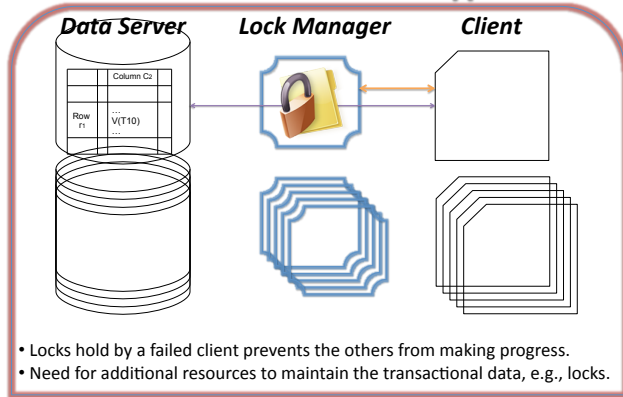 Data Server
Lock Manager
Client
Column C2
Row
r1
...
V(T10)
...
• Locks hold by a failed client prevents the others from making progress.
• Need for additional resources to maintain the transactional data, e.g., locks.